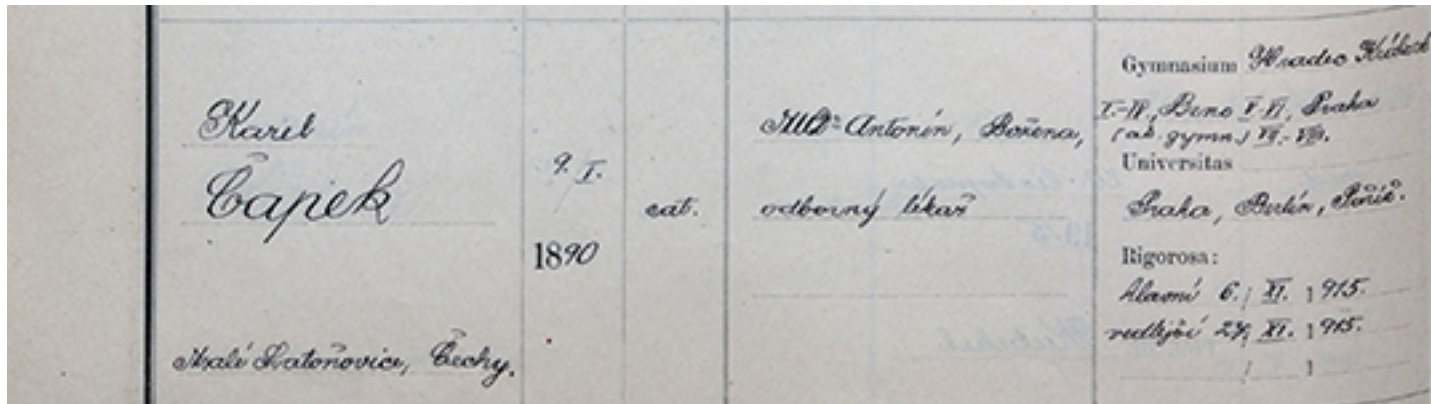 Karel
Čapek
Malé Svatoňovice, Čechy.
9. I.
1890
cat.
MUDr Antonín, Božena,
odborný lékař
Gymnasium Hradec Králové
I.-IV., Brno V-VI, Praha
(ak. gymn.) VII.-VIII.
Universitas
Praha, Berlín, Paříž.
Rigorosa:
hlavní 6./ XI. 1915.
vedlejší / XI. 1915.
/ 1